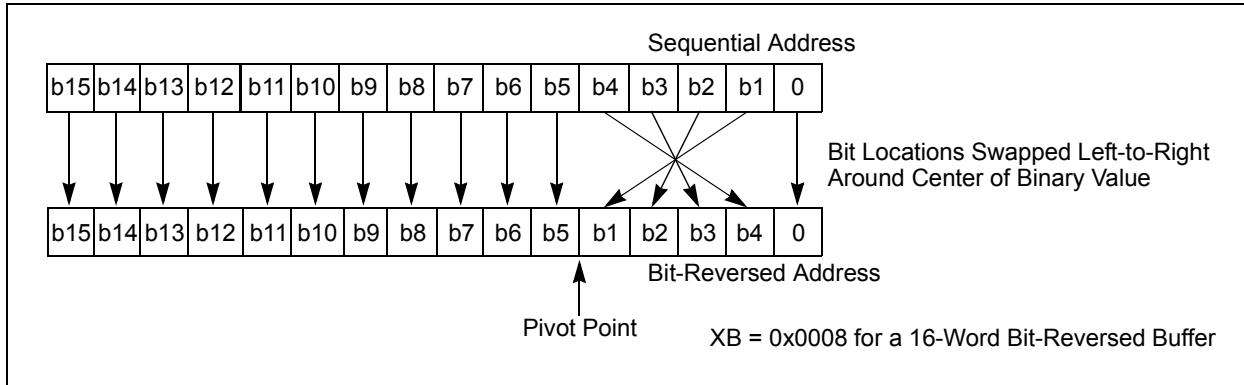 Sequential Address
b15 b14 b13 b12 b11 b10 b9 b8 b7 b6 b5 b4 b3 b2 b1 0
Bit Locations Swapped Left-to-Right
Around Center of Binary Value
b15 b14 b13 b12 b11 b10 b9 b8 b7 b6 b5 b1 b2 b3 b4 0
Bit-Reversed Address
Pivot Point
XB = 0x0008 for a 16-Word Bit-Reversed Buffer